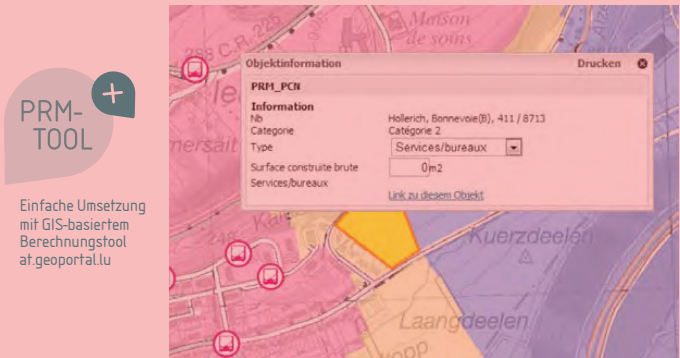 PRM-
TOOL
+
Einfache Umsetzung
mit GIS-basiertem
Berechnungstool
at.geoportal.lu
Maison
de soins
C.R. 226
Objektinformation Drucken
PRM_PCN
Information
Nb Hollerich, Bonnevoie(B), 411 / 8713
Categorie Catégorie 2
Type Services/bureaux
Surface construite brute 0 m2
Services/bureaux
Link zu diesem Objekt
Kuerzdeelen
Laangdeelen